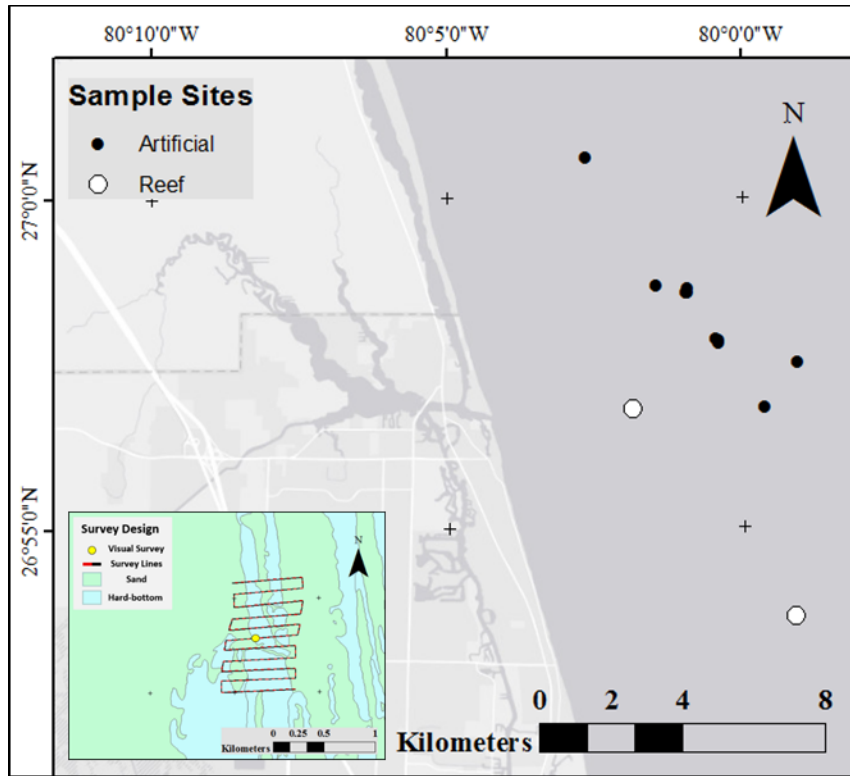 80°10'0"W 80°5'0"W 80°0'0"W
Sample Sites
Artificial
Reef
N
27°0'0"N
26°55'0"N
Survey Design
Visual Survey
Survey Lines
Sand
Hard-bottom
N
0 0.25 0.5 1
Kilometers
0 2 4 8
Kilometers